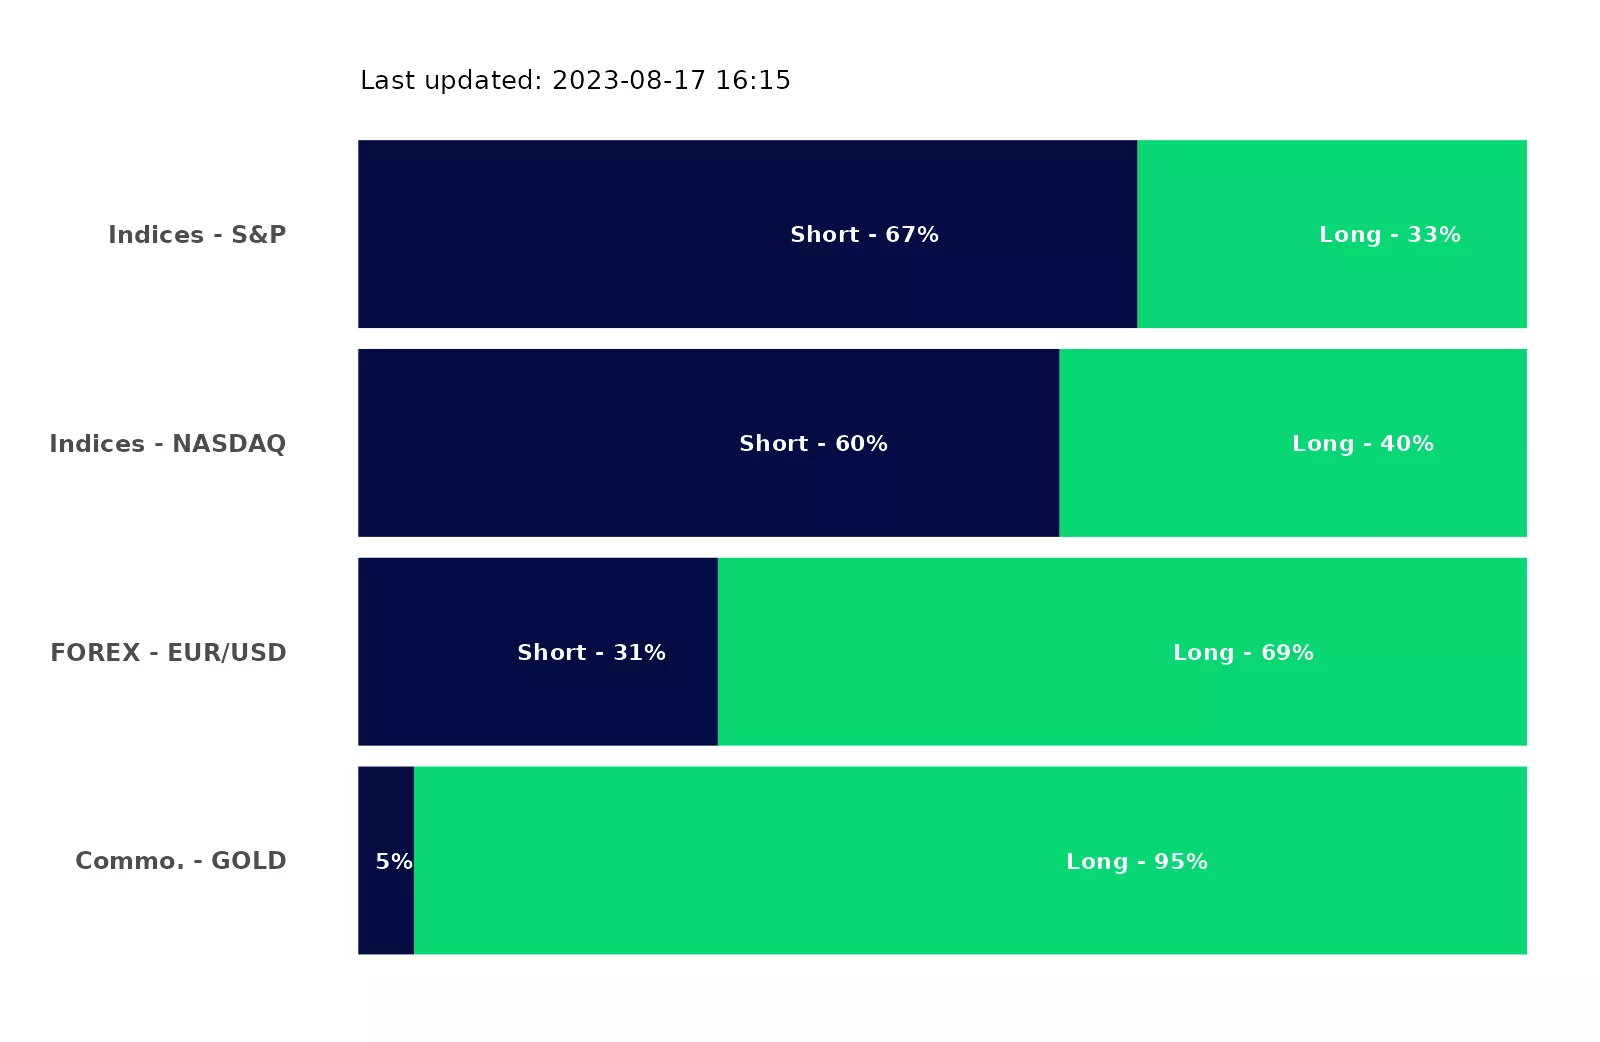 Last updated: 2023-08-17 16:15
Indices - S&P Short - 67% Long - 33%
Indices - NASDAQ Short - 60% Long - 40%
FOREX - EUR/USD Short - 31% Long - 69%
Commo. - GOLD 5% Long - 95%